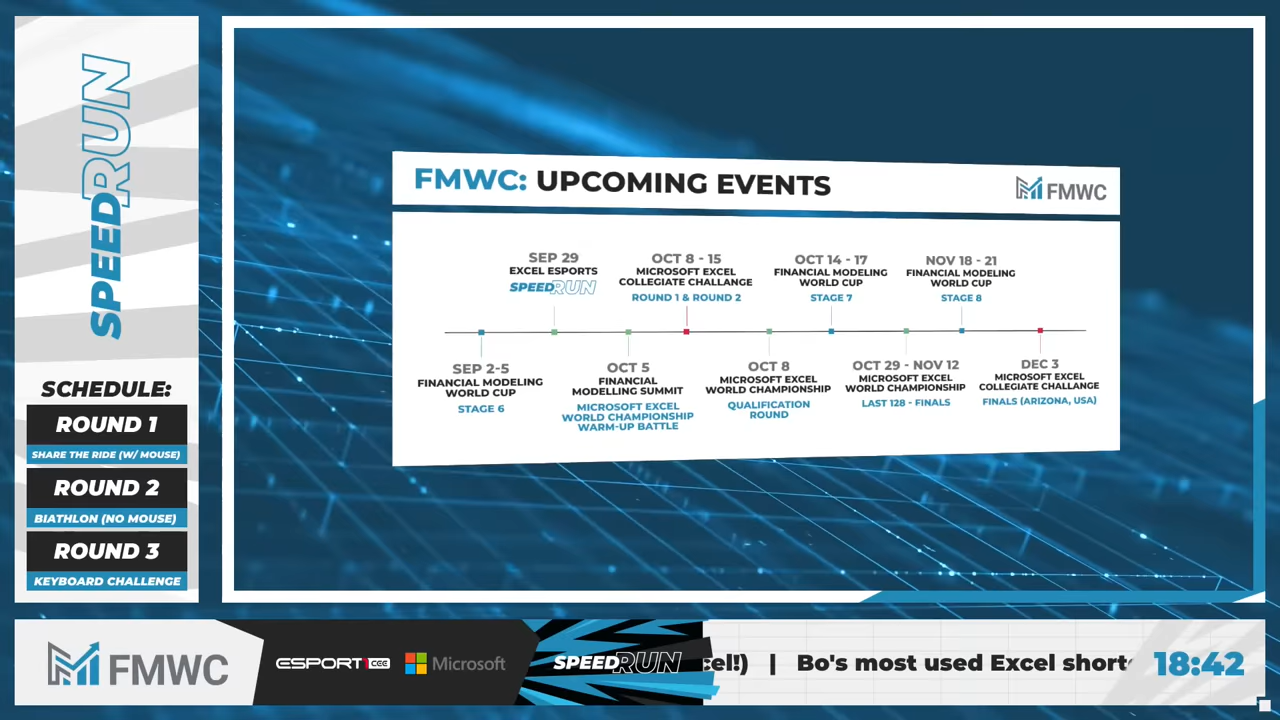 SPEEDRUN
SCHEDULE:
ROUND 1
SHARE THE RIDE (W/ MOUSE)
ROUND 2
BIATHLON (NO MOUSE)
ROUND 3
KEYBOARD CHALLENGE
FMWC: UPCOMING EVENTS
FMWC
SEP 29
EXCEL ESPORTS
SPEEDRUN
OCT 8 - 15
MICROSOFT EXCEL
COLLEGIATE CHALLANGE
ROUND 1 & ROUND 2
OCT 14 - 17
FINANCIAL MODELING
WORLD CUP
STAGE 7
NOV 18 - 21
FINANCIAL MODELING
WORLD CUP
STAGE 8
SEP 2-5
FINANCIAL MODELING
WORLD CUP
STAGE 6
OCT 5
FINANCIAL
MODELLING SUMMIT
MICROSOFT EXCEL
WORLD CHAMPIONSHIP
WARM-UP BATTLE
OCT 8
MICROSOFT EXCEL
WORLD CHAMPIONSHIP
QUALIFICATION
ROUND
OCT 29 - NOV 12
MICROSOFT EXCEL
WORLD CHAMPIONSHIP
LAST 128 - FINALS
DEC 3
MICROSOFT EXCEL
COLLEGIATE CHALLANGE
FINALS (ARIZONA, USA)
FMWC
ESPORT1 CEE
Microsoft
SPEEDRUN
cel!) | Bo's most used Excel short
18:42